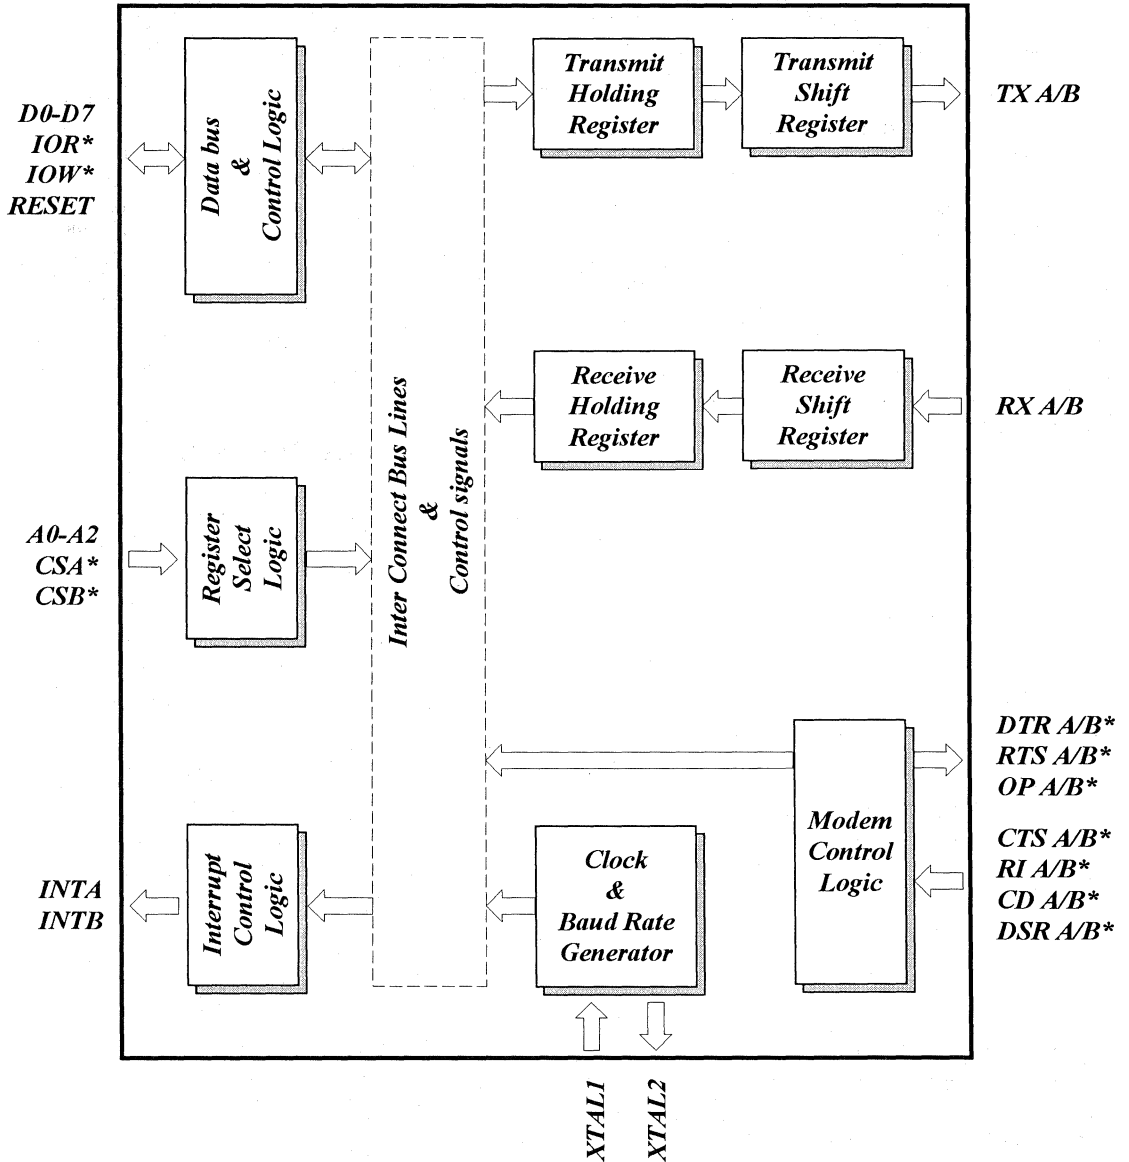 D0-D7
IOR*
IOW*
RESET
Data bus
&
Control Logic
A0-A2
CSA*
CSB*
Register
Select
Logic
INTA
INTB
Interrupt
Control
Logic
Inter Connect Bus Lines
&
Control signals
Transmit
Holding
Register
Transmit
Shift
Register
TX A/B
Receive
Holding
Register
Receive
Shift
Register
RX A/B
Modem
Control
Logic
DTR A/B*
RTS A/B*
OP A/B*
CTS A/B*
RI A/B*
CD A/B*
DSR A/B*
Clock
&
Baud Rate
Generator
XTAL1
XTAL2